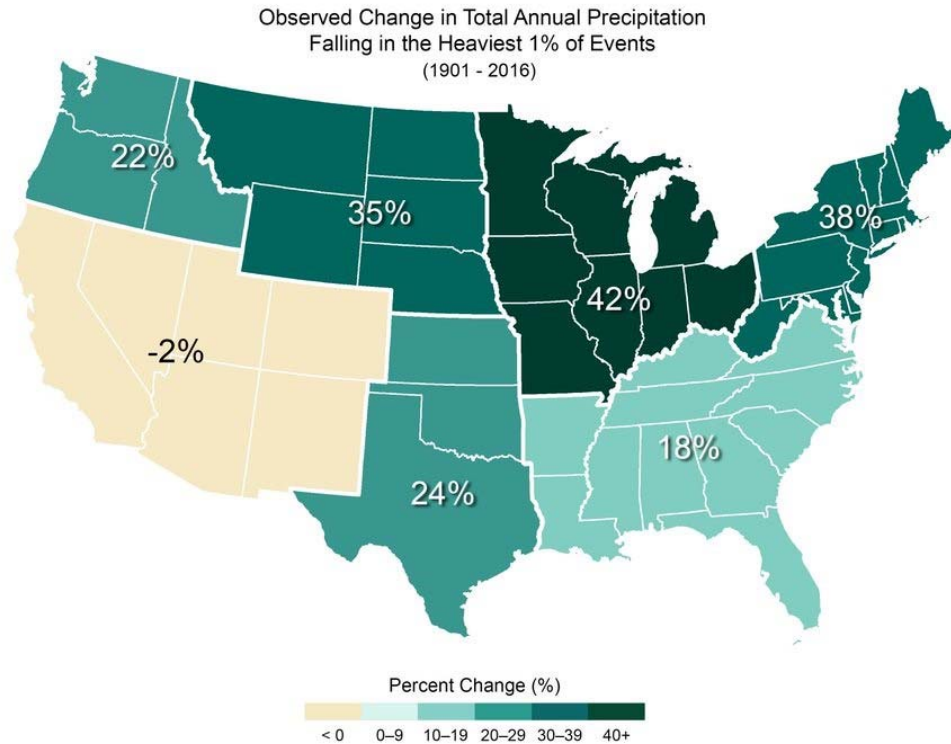 Observed Change in Total Annual Precipitation
Falling in the Heaviest 1% of Events
(1901 - 2016)
22%
35%
38%
42%
-2%
18%
24%
Percent Change (%)
< 0 0–9 10–19 20–29 30–39 40+